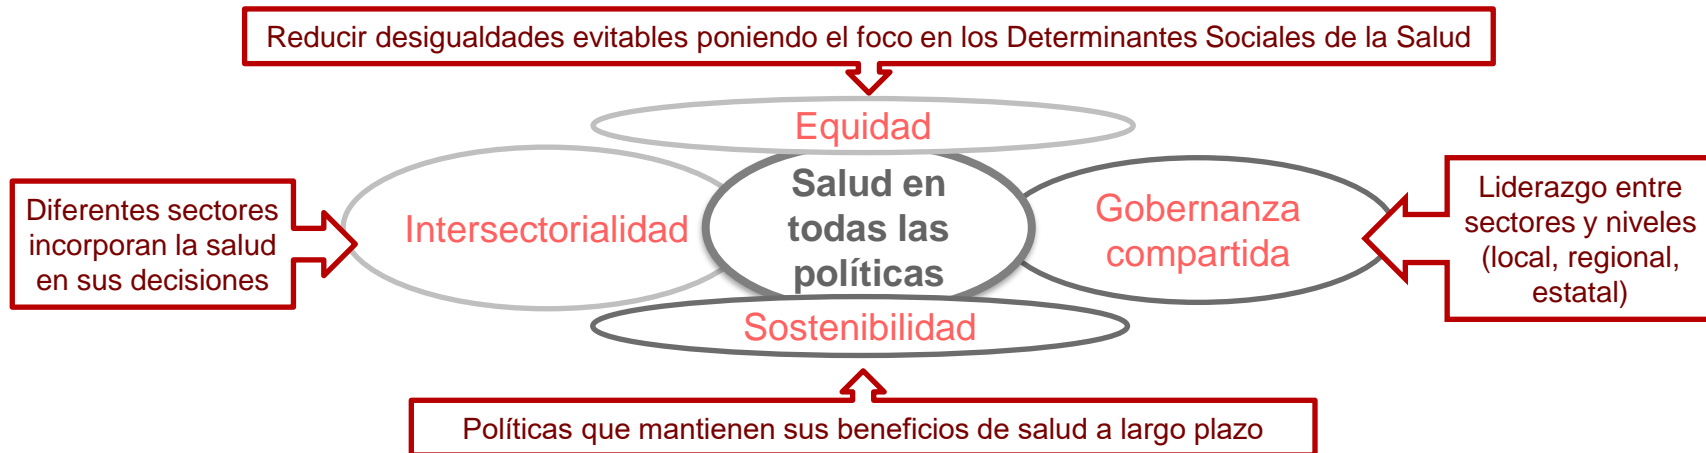 Reducir desigualdades evitables poniendo el foco en los Determinantes Sociales de la Salud
Equidad
Diferentes sectores
incorporan la salud
en sus decisiones
Intersectorialidad
Salud en
todas las
políticas
Gobernanza
compartida
Liderazgo entre
sectores y niveles
(local, regional,
estatal)
Sostenibilidad
Políticas que mantienen sus beneficios de salud a largo plazo